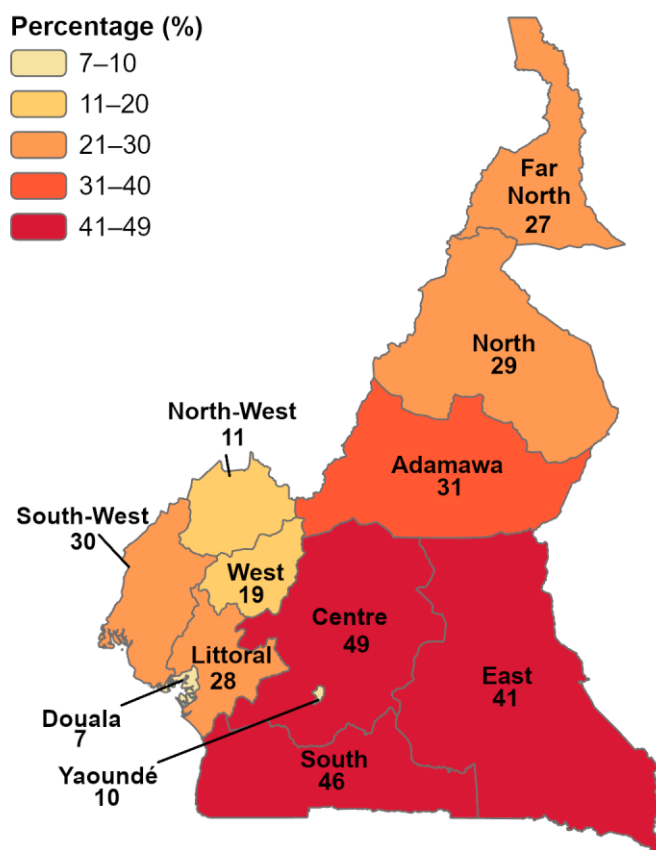 Percentage (%)
7–10
11–20
21–30
31–40
41–49
Far
North
27
North
29
North-West
11
Adamawa
31
South-West
30
West
19
Centre
49
Littoral
28
East
41
Douala
7
Yaoundé
10
South
46